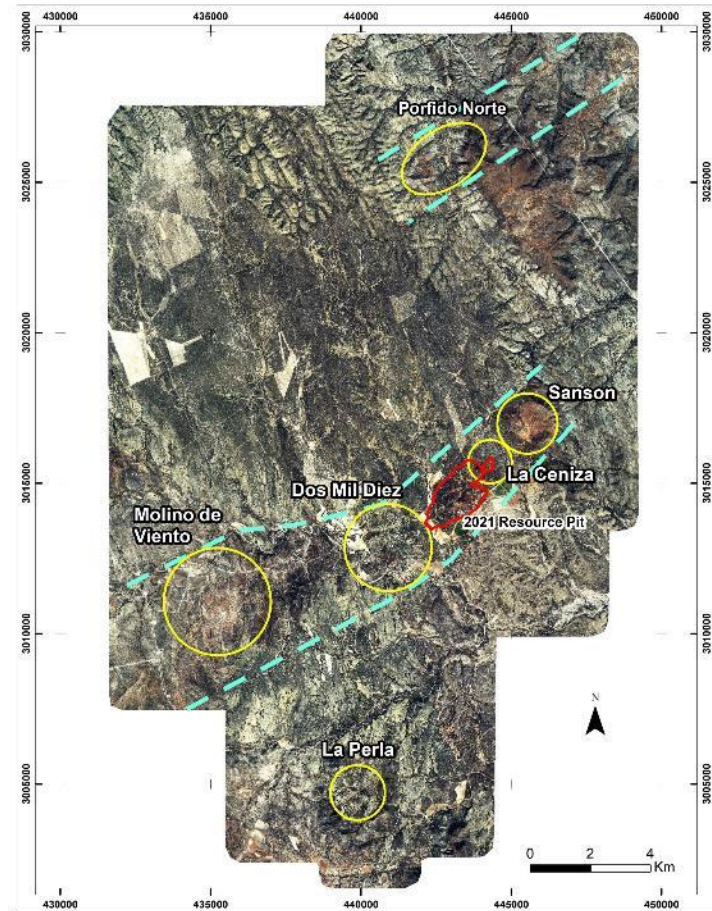 430000
435000
440000
445000
450000
3030000
3030000
Porfido Norte
3025000
3025000
3020000
3020000
Sanson
La Ceniza
3015000
3015000
Dos Mil Diez
2021 Resource Pit
Molino de
Viento
3010000
3010000
N
La Perla
3005000
3005000
0 2 4
Km
430000
435000
440000
445000
450000